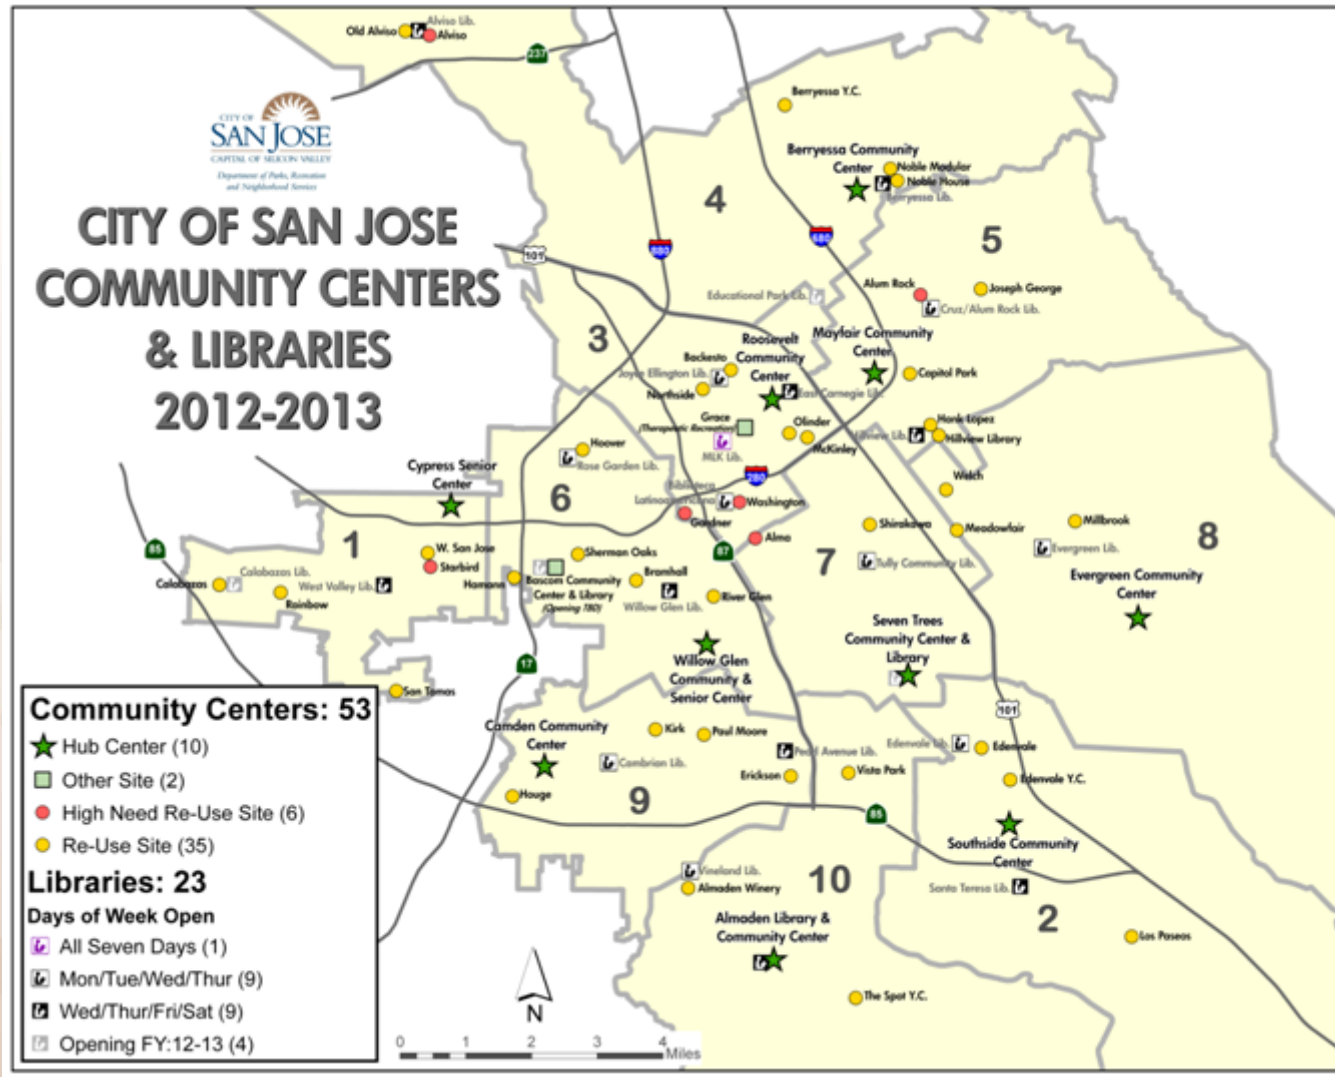 Alviso Lib.
Old Alviso
Alviso
237
CITY OF
SAN JOSE
CAPITAL OF SILICON VALLEY
Department of Parks, Recreation
and Neighborhood Services
CITY OF SAN JOSE
COMMUNITY CENTERS
& LIBRARIES
2012-2013
Berryessa Y.C.
Berryessa Community
Center
Noble Modular
Noble House
Berryessa Lib.
4
5
880
680
101
Educational Park Lib.
Alum Rock
Joseph George
Cruz/Alum Rock Lib.
3
Roosevelt
Community
Center
Mayfair Community
Center
Backesto
Joyce Ellington Lib.
Northside
East Carnegie Lib.
Capitol Park
Grace
(Therapeutic Recreation)
MLK Lib.
Olinder
McKinley
Hank Lopez
Hillview Lib.
Hillview Library
Hoover
Rose Garden Lib.
Cypress Senior
Center
280
Welch
6
Biblioteca
Latinoamericana
Washington
Gardner
Alma
Shirakawa
Meadowfair
Millbrook
8
85
1
87
7
Evergreen Lib.
W. San Jose
Starbird
Sherman Oaks
Tully Community Lib.
Evergreen Community
Center
Calabazas Lib.
Calabazas
West Valley Lib.
Rainbow
Hamann
Bascom Community
Center & Library
(Opening TBD)
Bramhall
Willow Glen Lib.
River Glen
Seven Trees
Community Center &
Library
17
Willow Glen
Community &
Senior Center
San Tomas
101
Camden Community
Center
Kirk
Paul Moore
Cambrian Lib.
Pearl Avenue Lib.
Edenvale Lib.
Edenvale
Erickson
Vista Park
Edenvale Y.C.
Houge
9
85
Southside Community
Center
Vineland Lib.
Almaden Winery
10
Santa Teresa Lib.
2
Almaden Library &
Community Center
Los Paseos
The Spot Y.C.
Community Centers: 53
Hub Center (10)
Other Site (2)
High Need Re-Use Site (6)
Re-Use Site (35)
Libraries: 23
Days of Week Open
All Seven Days (1)
Mon/Tue/Wed/Thur (9)
Wed/Thur/Fri/Sat (9)
Opening FY:12-13 (4)
N
0 1 2 3 4
Miles